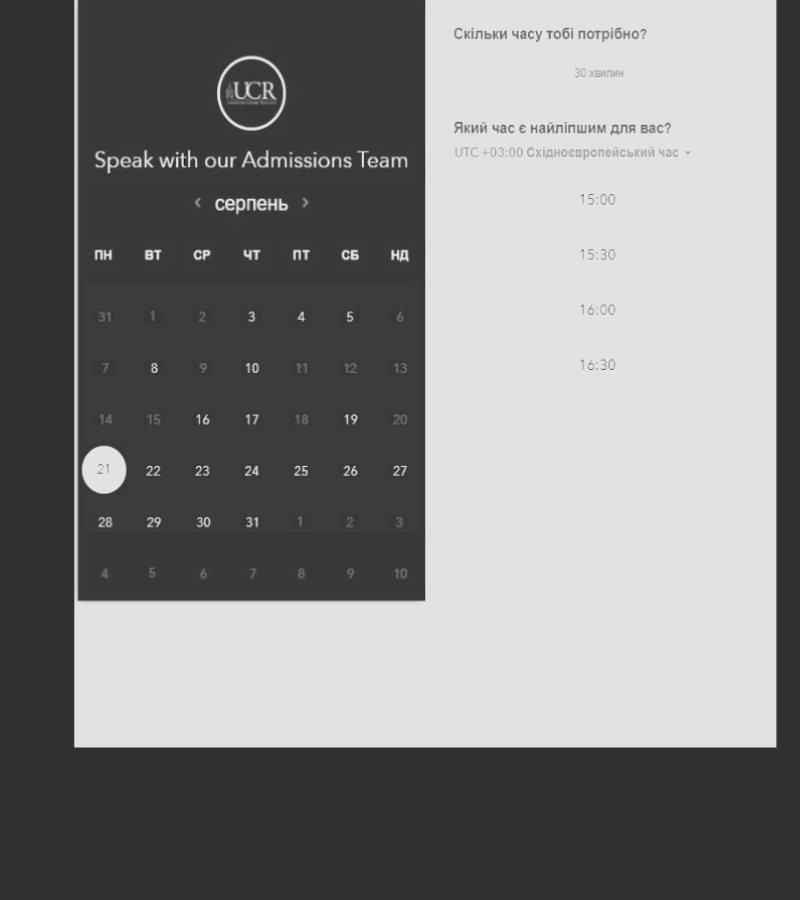 UCR
Speak with our Admissions Team
< серпень >
ПН ВТ СР ЧТ ПТ СБ НД
31 1 2 3 4 5 6
7 8 9 10 11 12 13
14 15 16 17 18 19 20
21 22 23 24 25 26 27
28 29 30 31 1 2 3
4 5 6 7 8 9 10
Скільки часу тобі потрібно?
30 хвилин
Який час є найліпшим для вас?
UTC +03:00 Східноєвропейський час
15:00
15:30
16:00
16:30